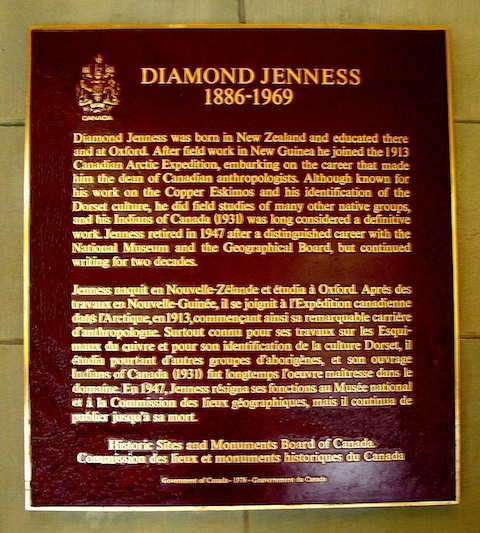 CANADA
DIAMOND JENNESS
1886-1969
Diamond Jenness was born in New Zealand and educated there
and at Oxford. After field work in New Guinea he joined the 1913
Canadian Arctic Expedition, embarking on the career that made
him the dean of Canadian anthropologists. Although known for
his work on the Copper Eskimos and his identification of the
Dorset culture, he did field studies of many other native groups,
and his Indians of Canada (1931) was long considered a definitive
work. Jenness retired in 1947 after a distinguished career with the
National Museum and the Geographical Board, but continued
writing for two decades.
Jenness naquit en Nouvelle-Zélande et étudia à Oxford. Après des
travaux en Nouvelle-Guinée, il se joignit à l'Expédition canadienne
dans l'Arctique, en 1913, commençant ainsi sa remarquable carrière
d'anthropologue. Surtout connu pour ses travaux sur les Esqui-
maux du cuivre et pour son identification de la culture Dorset, il
étudia pourtant d'autres groupes d'aborigènes, et son ouvrage
Indians of Canada (1931) fut longtemps l'oeuvre maîtresse dans le
domaine. En 1947, Jenness résigna ses fonctions au Musée national
et à la Commission des lieux géographiques, mais il continua de
publier jusqu'à sa mort.
Historic Sites and Monuments Board of Canada.
Commission des lieux et monuments historiques du Canada
Government of Canada - 1976 - Gouvernement du Canada